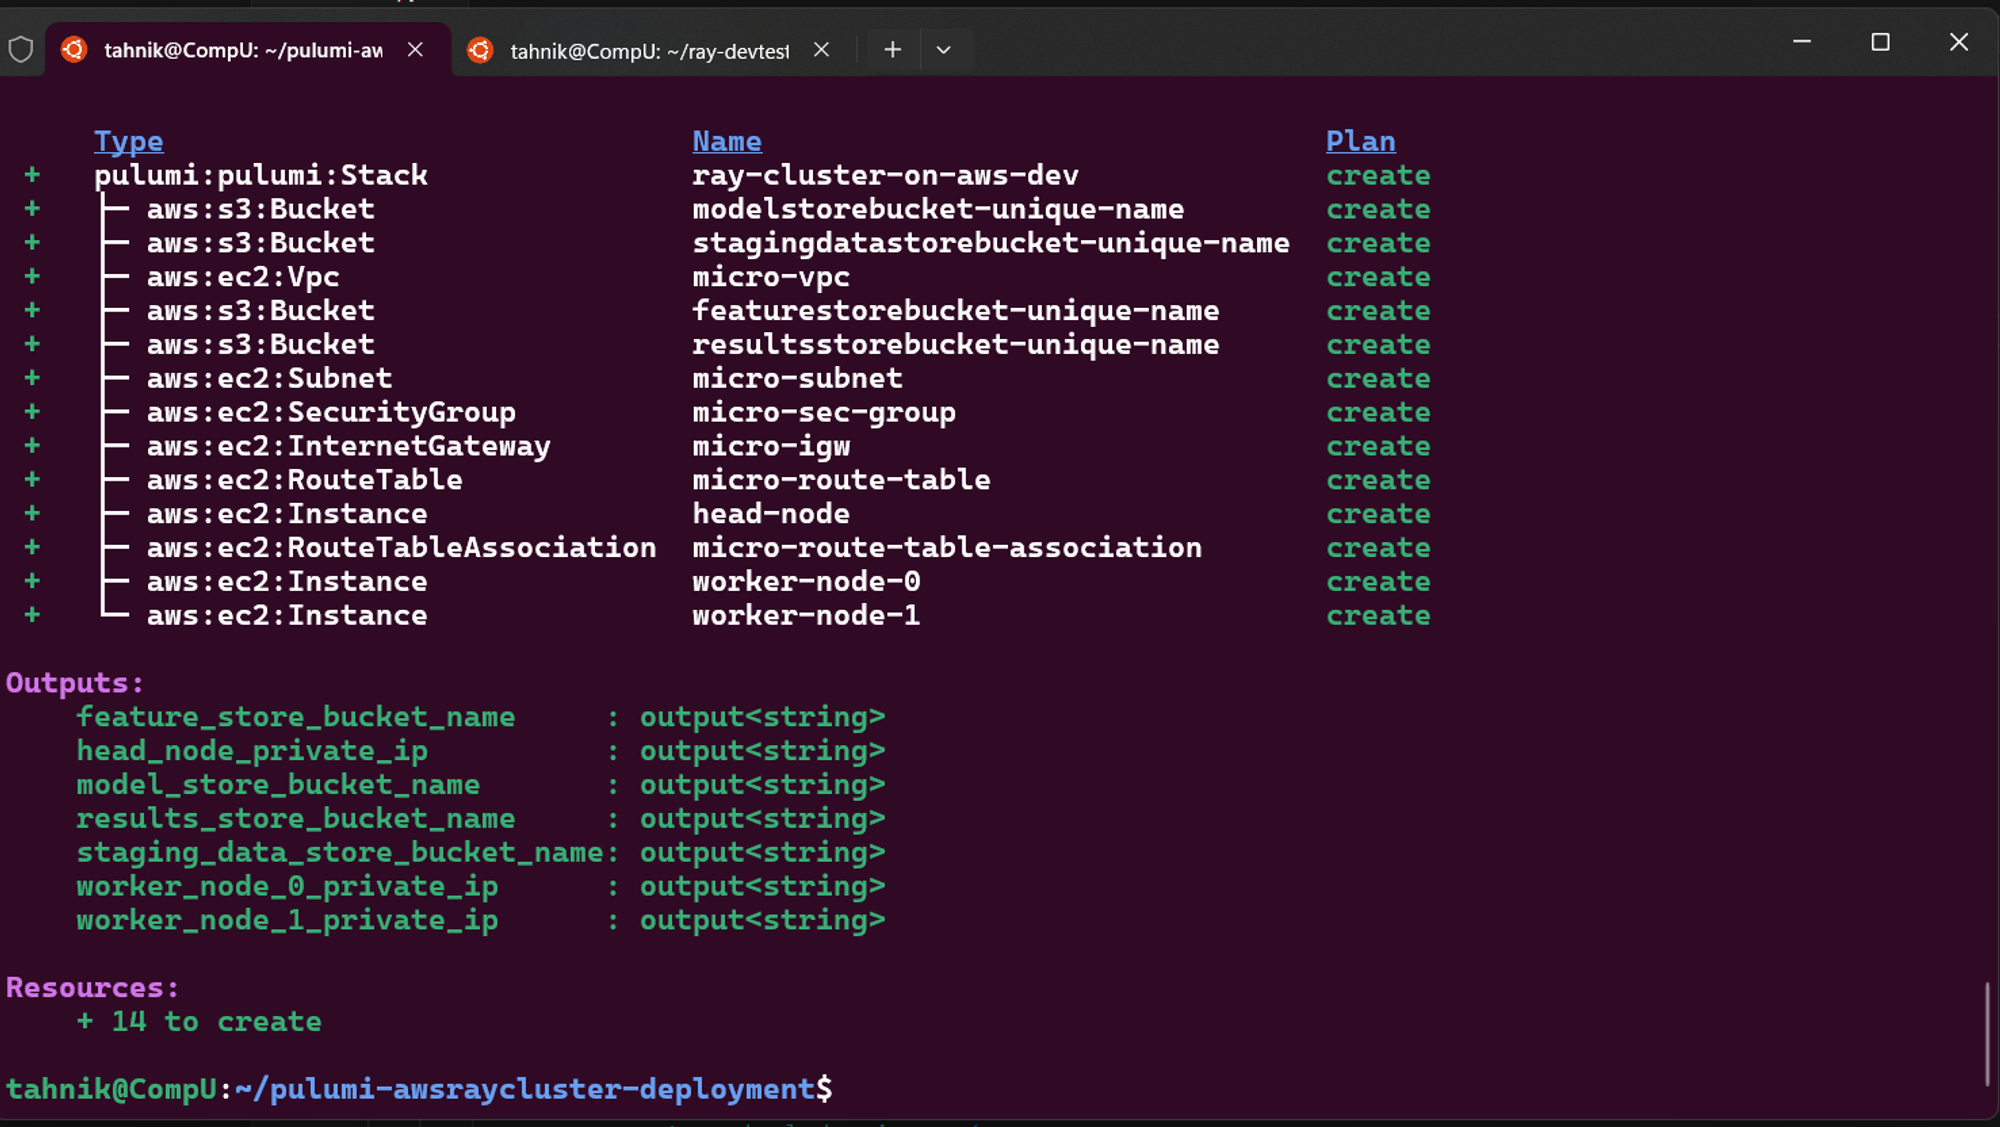 tahnik@CompU: ~/pulumi-aw
tahnik@CompU: ~/ray-devtest
Type Name Plan
+ pulumi:pulumi:Stack ray-cluster-on-aws-dev create
+ ├─ aws:s3:Bucket modelstorebucket-unique-name create
+ ├─ aws:s3:Bucket stagingdatastorebucket-unique-name create
+ ├─ aws:ec2:Vpc micro-vpc create
+ ├─ aws:s3:Bucket featurestorebucket-unique-name create
+ ├─ aws:s3:Bucket resultsstorebucket-unique-name create
+ ├─ aws:ec2:Subnet micro-subnet create
+ ├─ aws:ec2:SecurityGroup micro-sec-group create
+ ├─ aws:ec2:InternetGateway micro-igw create
+ ├─ aws:ec2:RouteTable micro-route-table create
+ ├─ aws:ec2:Instance head-node create
+ ├─ aws:ec2:RouteTableAssociation micro-route-table-association create
+ ├─ aws:ec2:Instance worker-node-0 create
+ └─ aws:ec2:Instance worker-node-1 create
Outputs:
feature_store_bucket_name : output<string>
head_node_private_ip : output<string>
model_store_bucket_name : output<string>
results_store_bucket_name : output<string>
staging_data_store_bucket_name: output<string>
worker_node_0_private_ip : output<string>
worker_node_1_private_ip : output<string>
Resources:
+ 14 to create
tahnik@CompU:~/pulumi-awsraycluster-deployment$